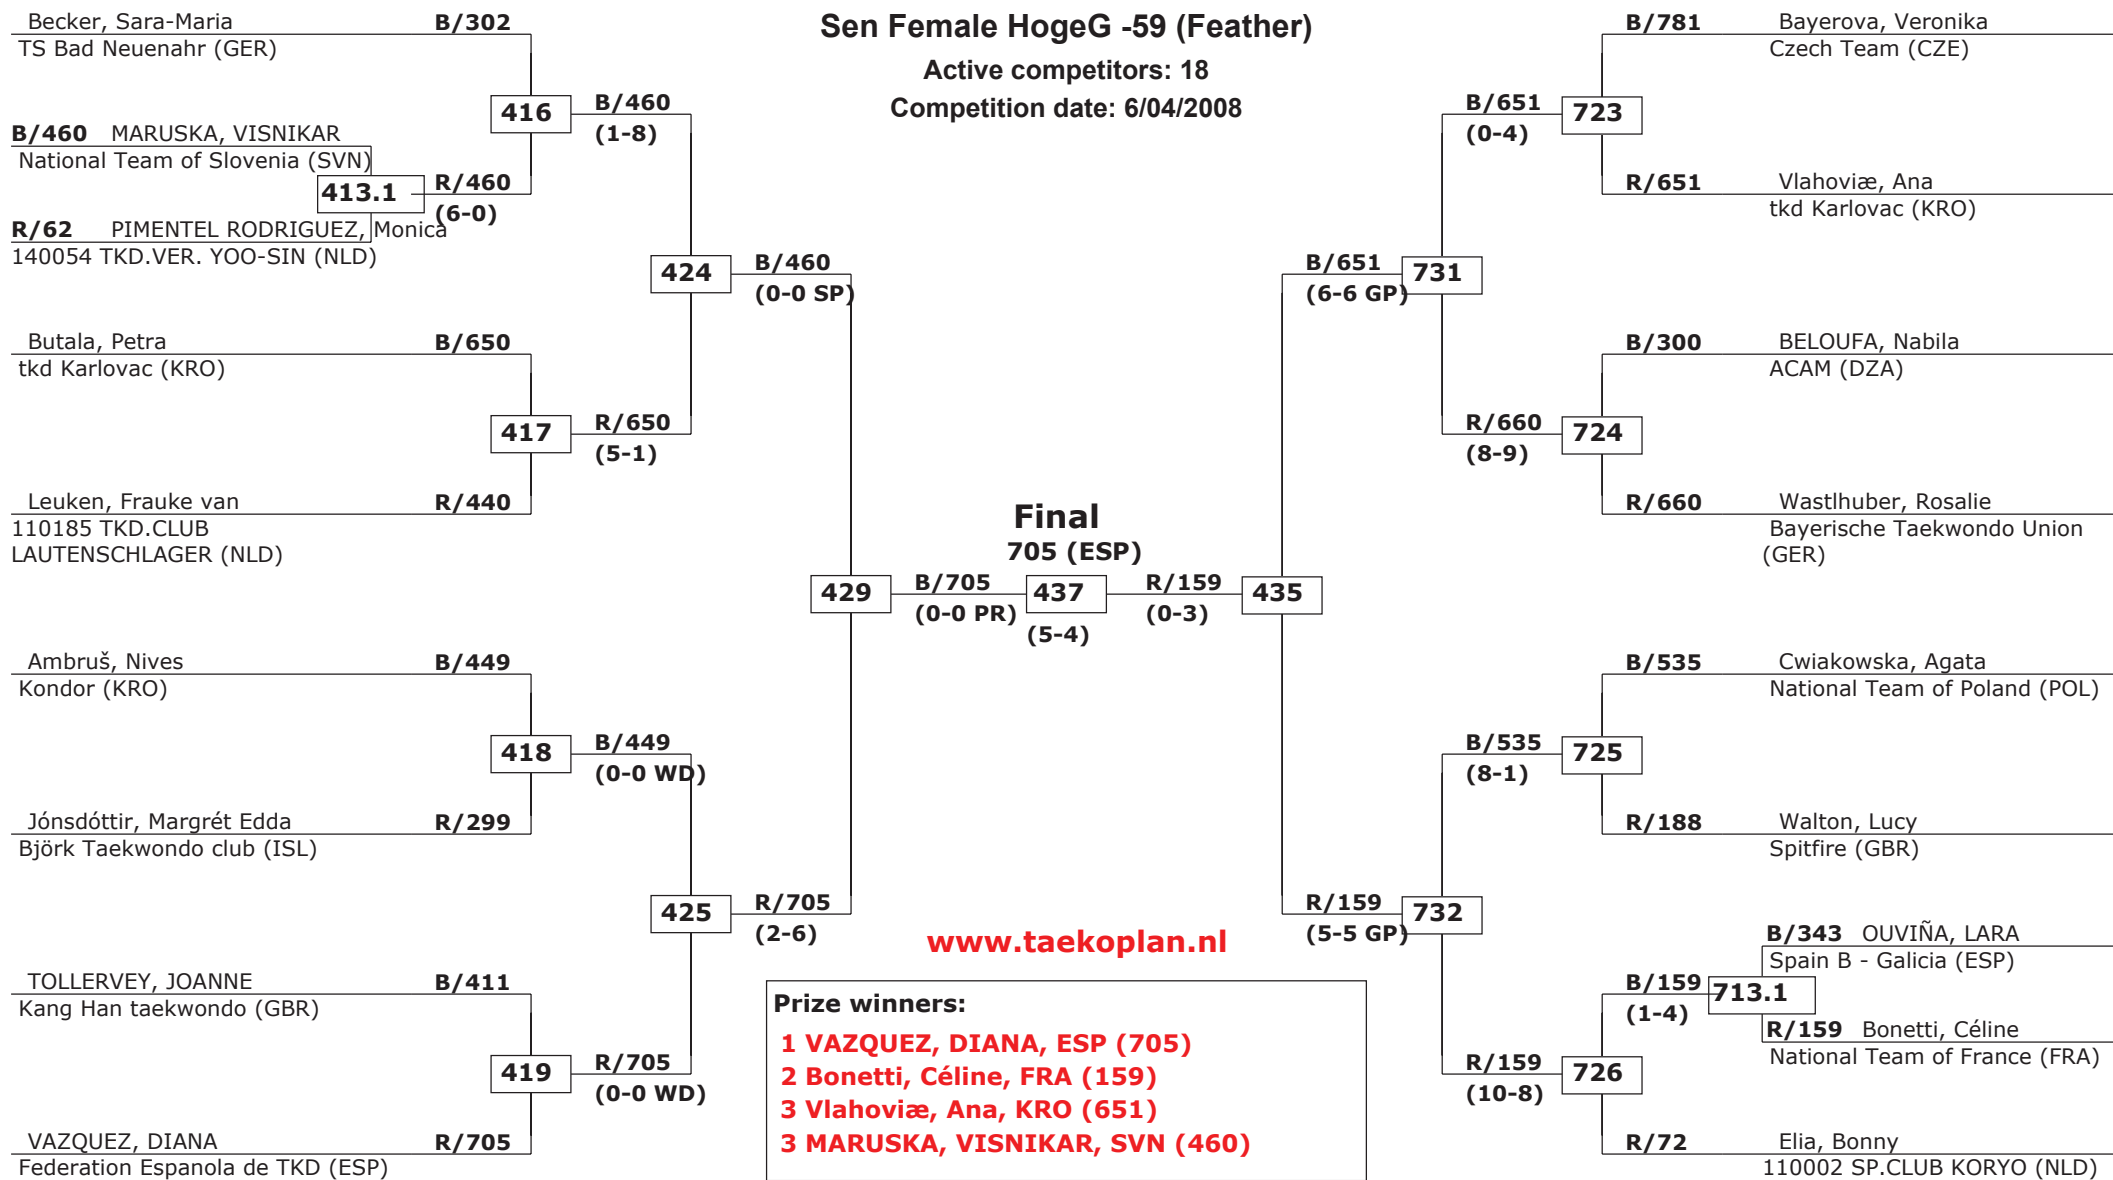 Sen Female HogeG -59 (Feather)
Active competitors: 18
Competition date: 6/04/2008
Becker, Sara-Maria B/302
TS Bad Neuenahr (GER)
416
B/460
(1-8)
B/460 MARUSKA, VISNIKAR
National Team of Slovenia (SVN)
413.1
R/460
(6-0)
R/62 PIMENTEL RODRIGUEZ, Monica
140054 TKD.VER. YOO-SIN (NLD)
424
B/460
(0-0 SP)
Butala, Petra B/650
tkd Karlovac (KRO)
417
R/650
(5-1)
Leuken, Frauke van R/440
110185 TKD.CLUB
LAUTENSCHLAGER (NLD)
429
B/705
(0-0 PR)
Ambruš, Nives B/449
Kondor (KRO)
418
B/449
(0-0 WD)
Jónsdóttir, Margrét Edda R/299
Björk Taekwondo club (ISL)
425
R/705
(2-6)
TOLLERVEY, JOANNE B/411
Kang Han taekwondo (GBR)
419
R/705
(0-0 WD)
VAZQUEZ, DIANA R/705
Federation Espanola de TKD (ESP)
Final
705 (ESP)
437
(5-4)
R/159
(0-3)
435
B/781 Bayerova, Veronika
Czech Team (CZE)
B/651
(0-4)
723
R/651 Vlahoviæ, Ana
tkd Karlovac (KRO)
B/651
(6-6 GP)
731
B/300 BELOUFA, Nabila
ACAM (DZA)
R/660
(8-9)
724
R/660 Wastlhuber, Rosalie
Bayerische Taekwondo Union
(GER)
B/535 Cwiakowska, Agata
National Team of Poland (POL)
B/535
(8-1)
725
R/188 Walton, Lucy
Spitfire (GBR)
R/159
(5-5 GP)
732
B/343 OUVIÑA, LARA
Spain B - Galicia (ESP)
B/159
(1-4)
713.1
R/159 Bonetti, Céline
National Team of France (FRA)
R/159
(10-8)
726
R/72 Elia, Bonny
110002 SP.CLUB KORYO (NLD)
www.taekoplan.nl
Prize winners:
1 VAZQUEZ, DIANA, ESP (705)
2 Bonetti, Céline, FRA (159)
3 Vlahoviæ, Ana, KRO (651)
3 MARUSKA, VISNIKAR, SVN (460)